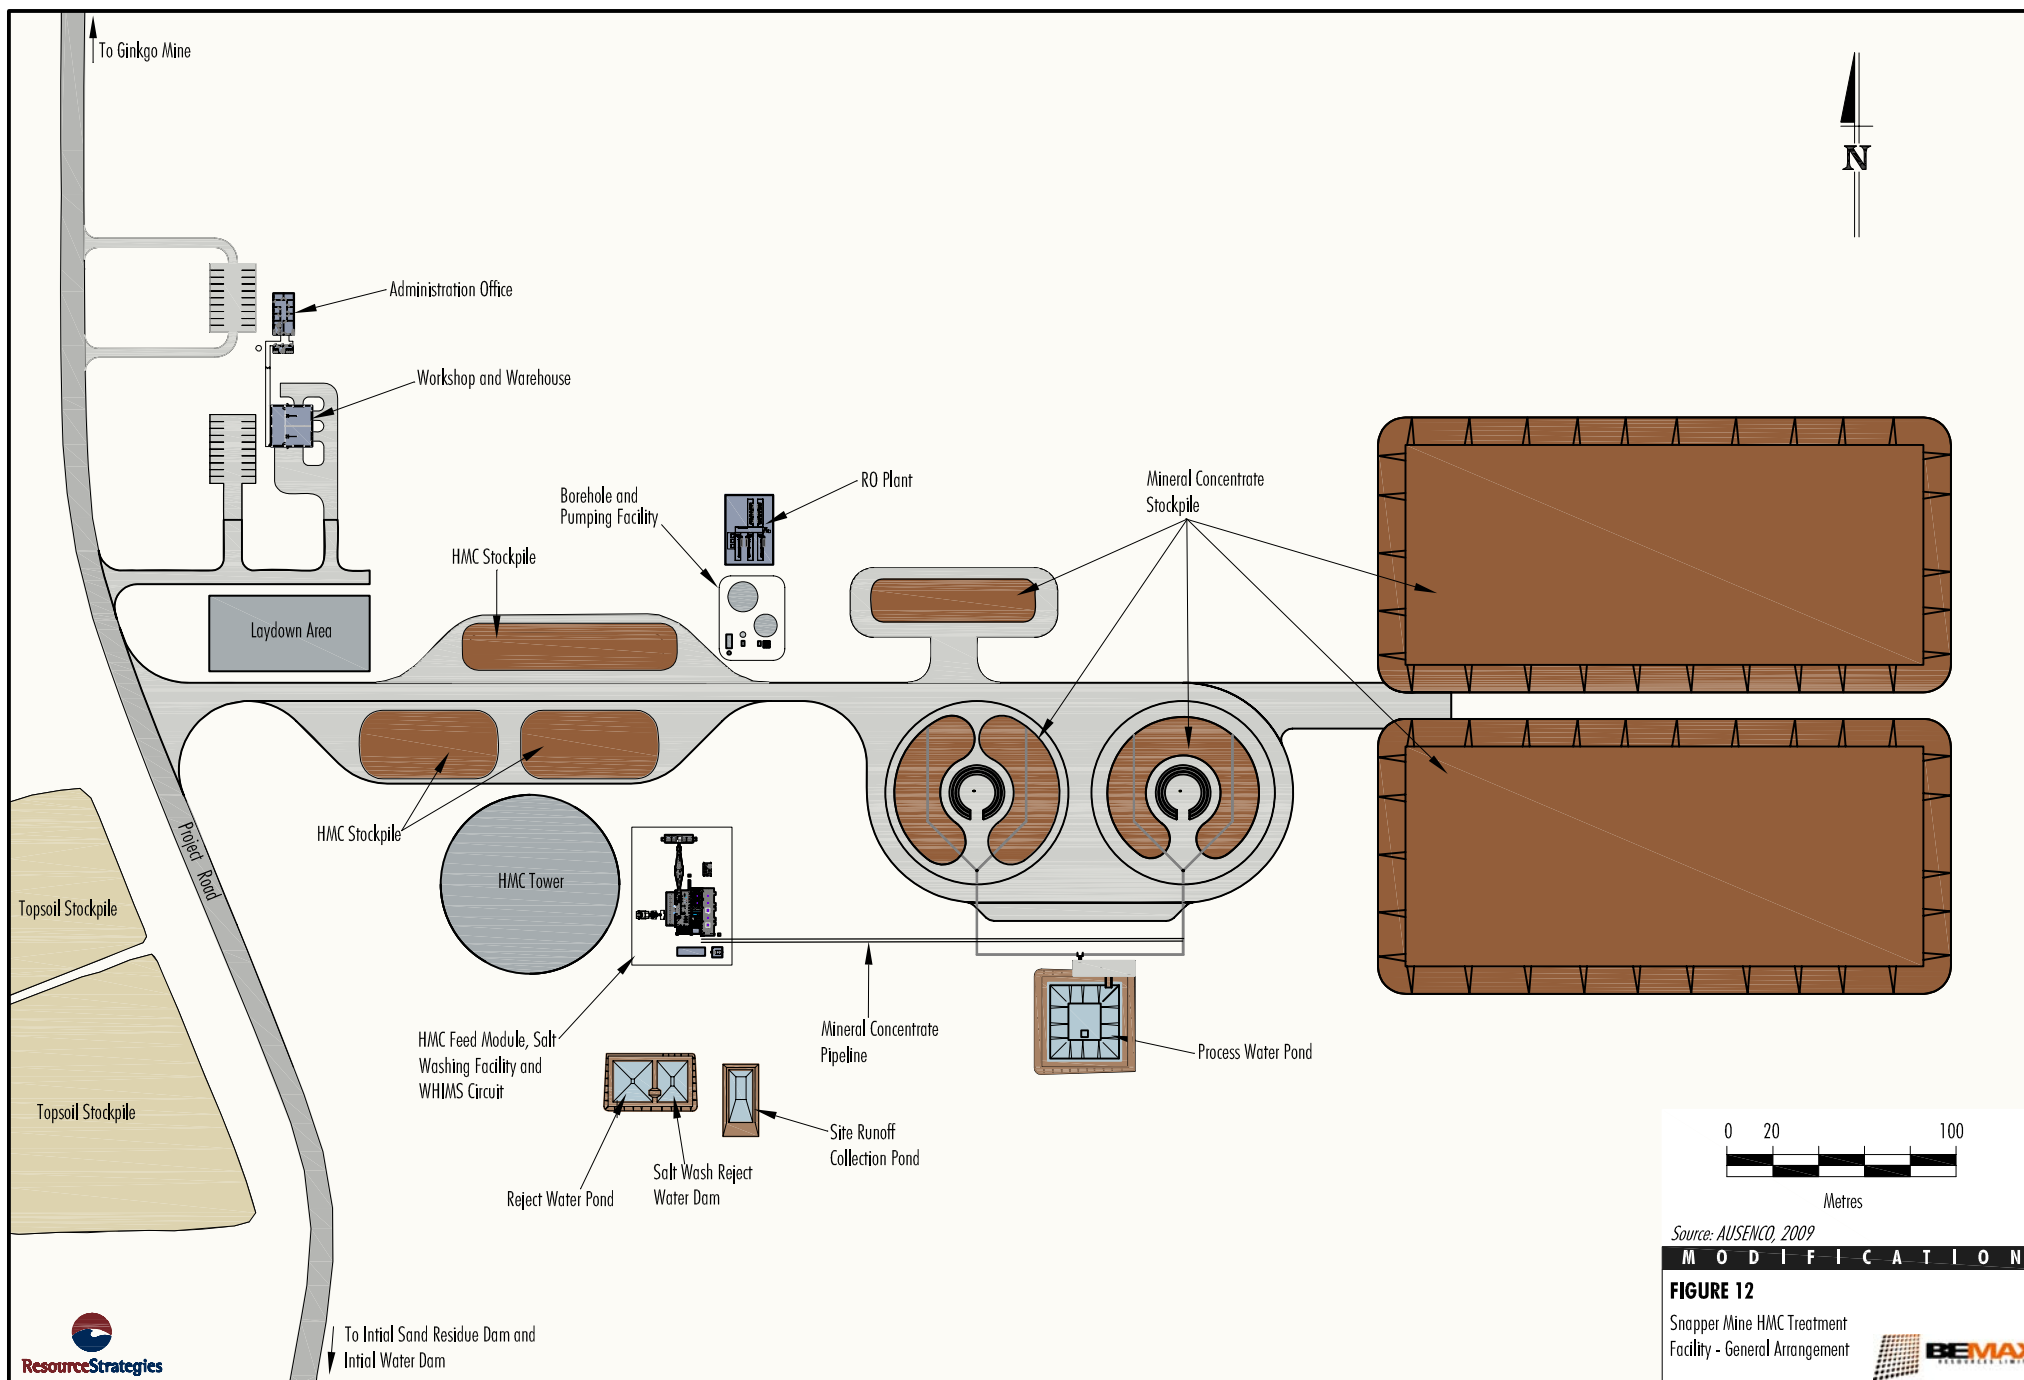 To Ginkgo Mine
N
Administration Office
Workshop and Warehouse
RO Plant
Mineral Concentrate
Stockpile
Borehole and
Pumping Facility
HMC Stockpile
Laydown Area
HMC Stockpile
Project Road
HMC Tower
Topsoil Stockpile
HMC Feed Module, Salt
Washing Facility and
WHIMS Circuit
Mineral Concentrate
Pipeline
Process Water Pond
Topsoil Stockpile
Site Runoff
Collection Pond
Salt Wash Reject
Water Dam
Reject Water Pond
0 20 100
Metres
Source: AUSENCO, 2009
MODIFICATION
FIGURE 12
Snapper Mine HMC Treatment
Facility - General Arrangement
To Intial Sand Residue Dam and
Intial Water Dam
ResourceStrategies
BEMAX
RESOURCES LIMIT